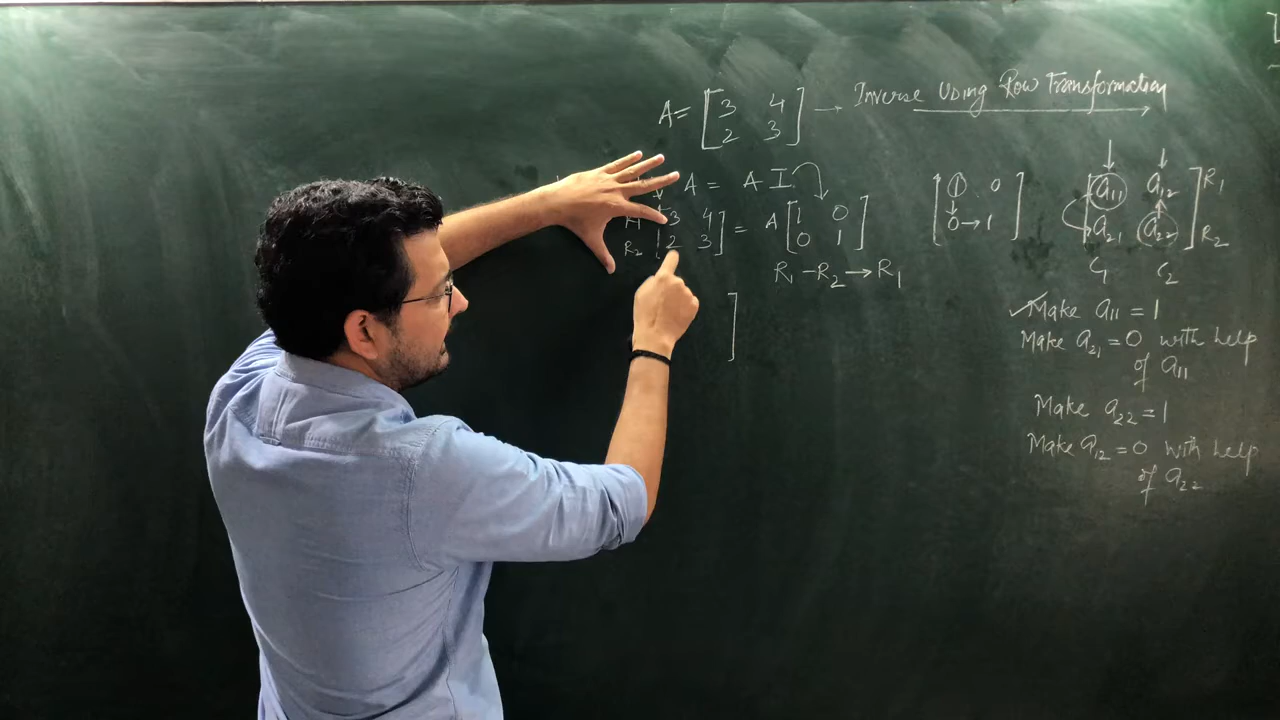 A = [3 4 → Inverse Using Row Transformation
2 3]
A = A I
R1 [3 4 = A [1 0
R2 2 3] 0 1]
R1 - R2 → R1
]
[1 0
0 → 1]
[a11 a12] R1
[a21 a22] R2
C1 C2
✓ Make a11 = 1
Make a21 = 0 with help
of a11
Make a22 = 1
Make a12 = 0 with help
of a22